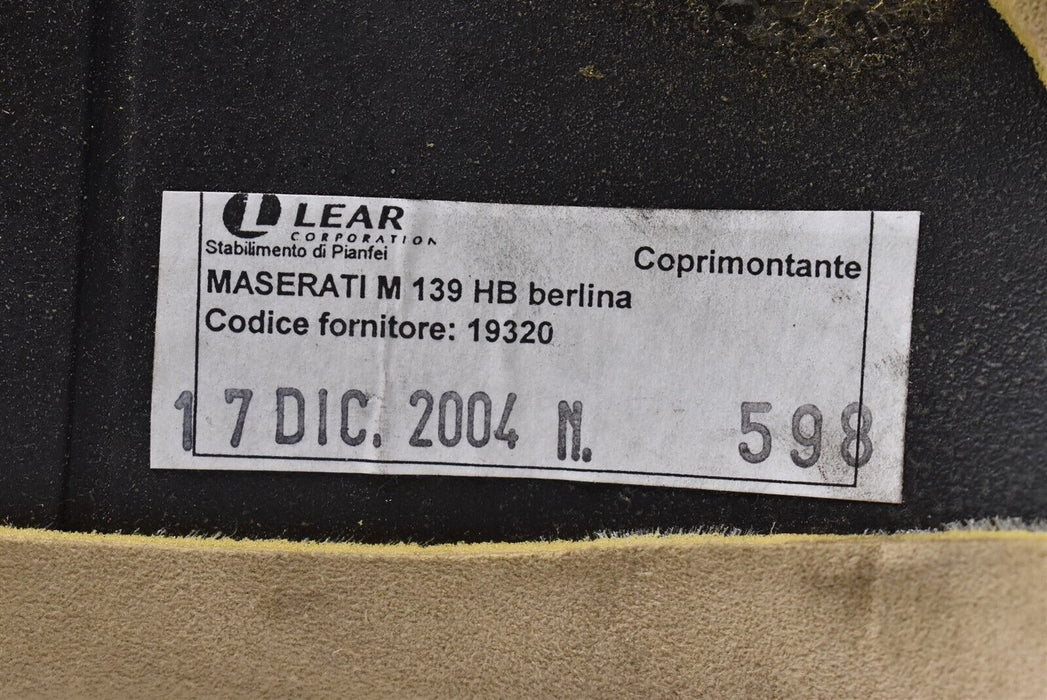 LEAR
CORPORATION
Stabilimento di Pianfei
Coprimontante
MASERATI M 139 HB berlina
Codice fornitore: 19320
17 DIC. 2004 N. 598